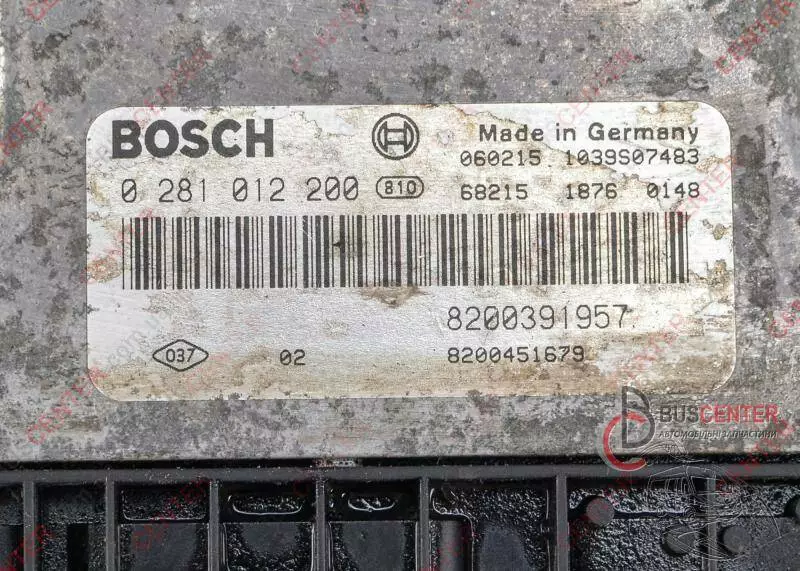 BOSCH
Made in Germany
060215 1039S07483
0 281 012 200 810 68215 1876 0148
8200391957
037 02 8200451679
BUSCENTER
АВТОМОБІЛЬНІ ЗАПЧАСТИНИ